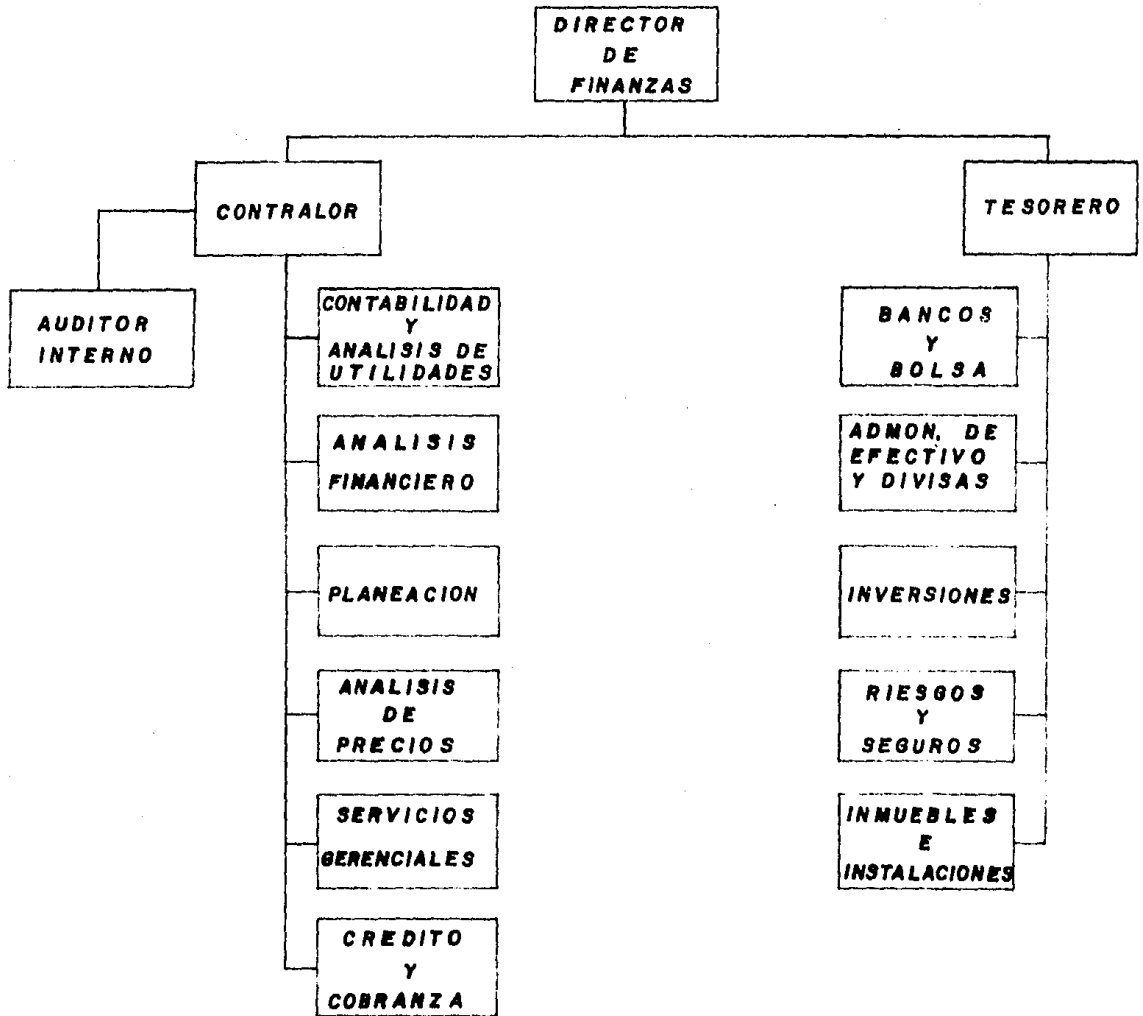 DIRECTOR
DE
FINANZAS
CONTRALOR
TESORERO
AUDITOR
INTERNO
CONTABILIDAD
Y
ANALISIS DE
UTILIDADES
ANALISIS
FINANCIERO
PLANEACION
ANALISIS
DE
PRECIOS
SERVICIOS
GERENCIALES
CREDITO
Y
COBRANZA
BANCOS
Y
BOLSA
ADMON. DE
EFECTIVO
Y DIVISAS
INVERSIONES
RIESGOS
Y
SEGUROS
INMUEBLES
E
INSTALACIONES